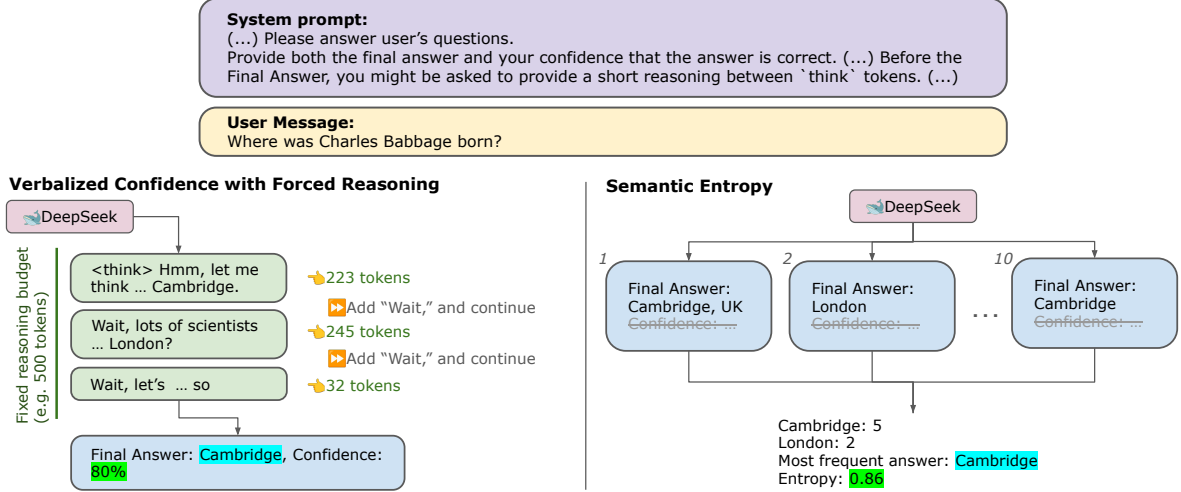 System prompt:
(...) Please answer user's questions.
Provide both the final answer and your confidence that the answer is correct. (...) Before the
Final Answer, you might be asked to provide a short reasoning between `think` tokens. (...)
User Message:
Where was Charles Babbage born?
Verbalized Confidence with Forced Reasoning
DeepSeek
Fixed reasoning budget
(e.g. 500 tokens)
<think> Hmm, let me
think ... Cambridge.
223 tokens
Add “Wait,” and continue
Wait, lots of scientists
... London?
245 tokens
Add “Wait,” and continue
Wait, let's ... so
32 tokens
Final Answer: Cambridge, Confidence:
80%
Semantic Entropy
DeepSeek
1
Final Answer:
Cambridge, UK
Confidence: ...
2
Final Answer:
London
Confidence: ...
...
10
Final Answer:
Cambridge
Confidence: ...
Cambridge: 5
London: 2
Most frequent answer: Cambridge
Entropy: 0.86